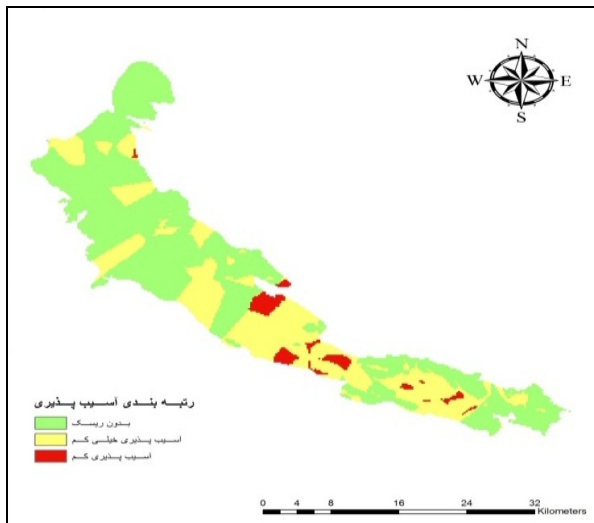 N
W E
S
رتبه بندی آسیب پذیری
بدون ریسک
آسیب پذیری خیلی کم
آسیب پذیری کم
0 2 4 8 16 24 32
Kilometers